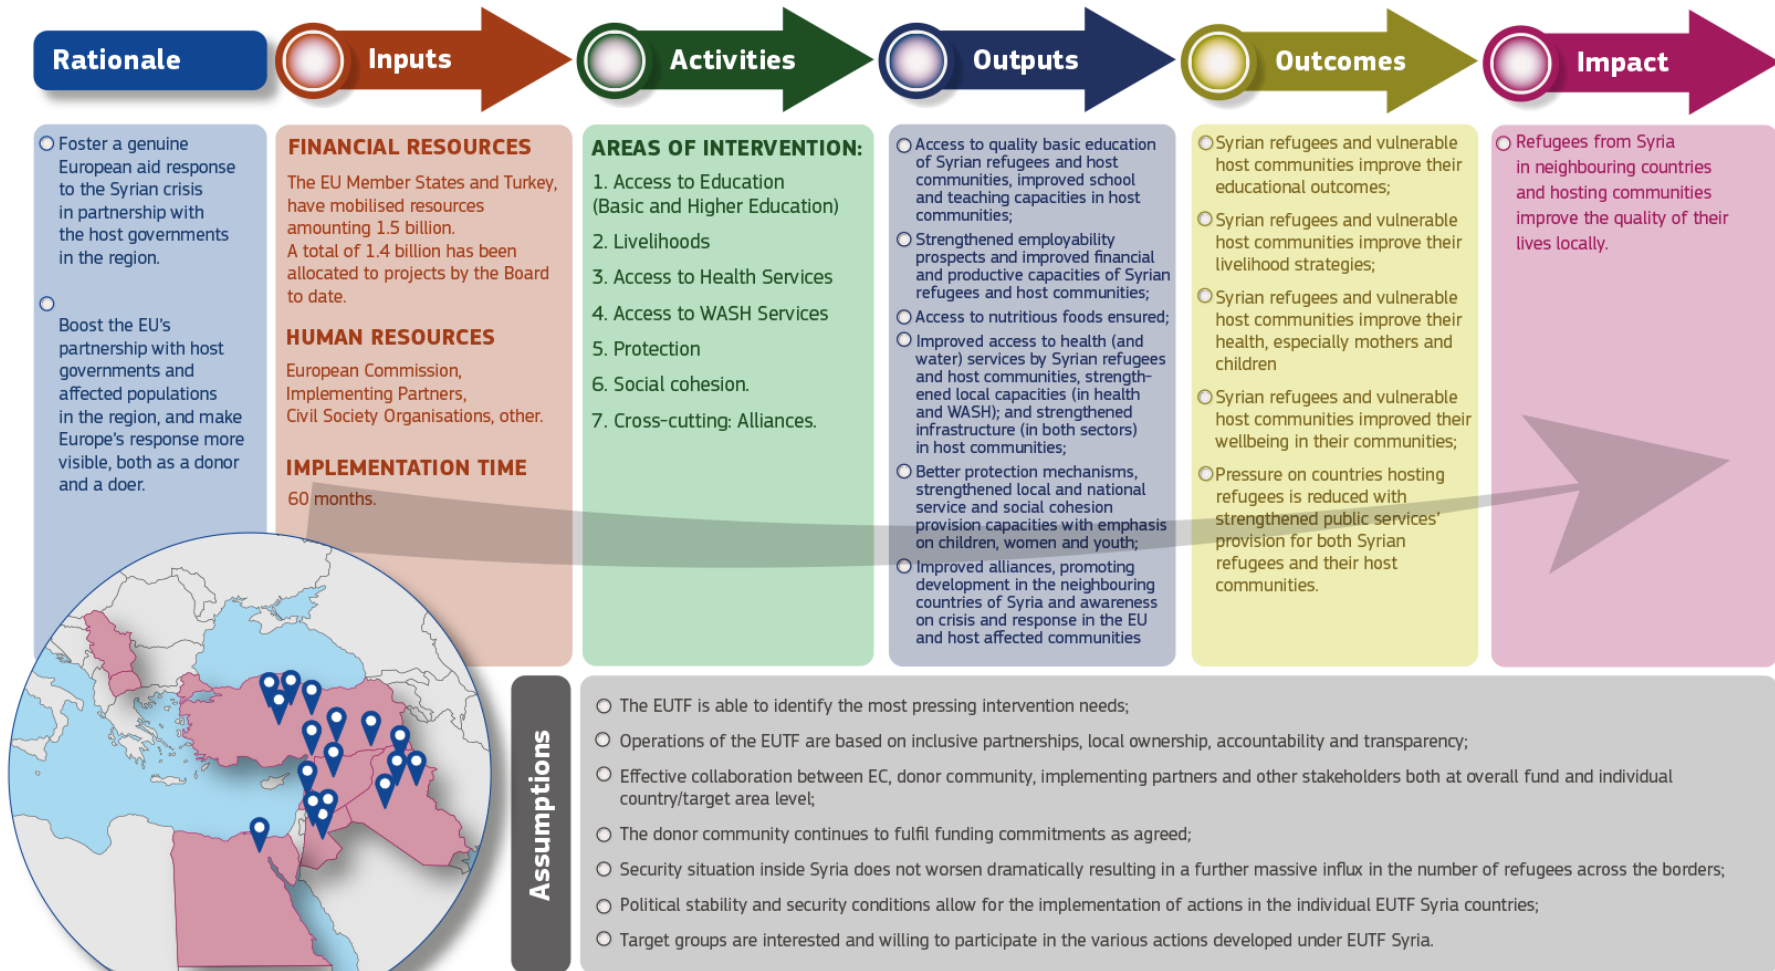 Rationale
Inputs
Activities
Outputs
Outcomes
Impact
Foster a genuine
European aid response
to the Syrian crisis
in partnership with
the host governments
in the region.
Boost the EU's
partnership with host
governments and
affected populations
in the region, and make
Europe's response more
visible, both as a donor
and a doer.
FINANCIAL RESOURCES
The EU Member States and Turkey,
have mobilised resources
amounting 1.5 billion.
A total of 1.4 billion has been
allocated to projects by the Board
to date.
HUMAN RESOURCES
European Commission,
Implementing Partners,
Civil Society Organisations, other.
IMPLEMENTATION TIME
60 months.
AREAS OF INTERVENTION:
1. Access to Education
(Basic and Higher Education)
2. Livelihoods
3. Access to Health Services
4. Access to WASH Services
5. Protection
6. Social cohesion.
7. Cross-cutting: Alliances.
Access to quality basic education
of Syrian refugees and host
communities, improved school
and teaching capacities in host
communities;
Strengthened employability
prospects and improved financial
and productive capacities of Syrian
refugees and host communities;
Access to nutritious foods ensured;
Improved access to health (and
water) services by Syrian refugees
and host communities, strength-
ened local capacities (in health
and WASH); and strengthened
infrastructure (in both sectors)
in host communities;
Better protection mechanisms,
strengthened local and national
service and social cohesion
provision capacities with emphasis
on children, women and youth;
Improved alliances, promoting
development in the neighbouring
countries of Syria and awareness
on crisis and response in the EU
and host affected communities
Syrian refugees and vulnerable
host communities improve their
educational outcomes;
Syrian refugees and vulnerable
host communities improve their
livelihood strategies;
Syrian refugees and vulnerable
host communities improve their
health, especially mothers and
children
Syrian refugees and vulnerable
host communities improved their
wellbeing in their communities;
Pressure on countries hosting
refugees is reduced with
strengthened public services'
provision for both Syrian
refugees and their host
communities.
Refugees from Syria
in neighbouring countries
and hosting communities
improve the quality of their
lives locally.
Assumptions
The EUTF is able to identify the most pressing intervention needs;
Operations of the EUTF are based on inclusive partnerships, local ownership, accountability and transparency;
Effective collaboration between EC, donor community, implementing partners and other stakeholders both at overall fund and individual
country/target area level;
The donor community continues to fulfil funding commitments as agreed;
Security situation inside Syria does not worsen dramatically resulting in a further massive influx in the number of refugees across the borders;
Political stability and security conditions allow for the implementation of actions in the individual EUTF Syria countries;
Target groups are interested and willing to participate in the various actions developed under EUTF Syria.